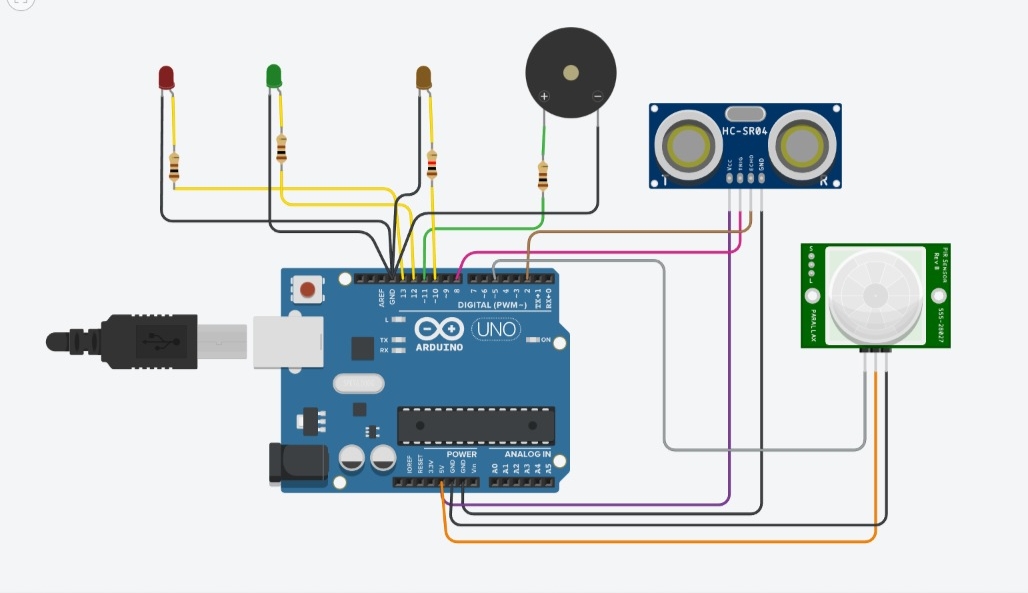 + −
HC-SR04
Vcc
TRIG
ECHO
GND
T R
S
L
PIR Sensor
Rev B
PARALLAX
555-28027
AREF
GND
13
12
~11
~10
~9
8
7
~6
~5
4
~3
2
TX→1
RX←0
DIGITAL (PWM~)
L
TX
RX
UNO
ARDUINO
ON
POWER
ANALOG IN
IOREF
RESET
3.3V
5V
GND
GND
Vin
A0
A1
A2
A3
A4
A5